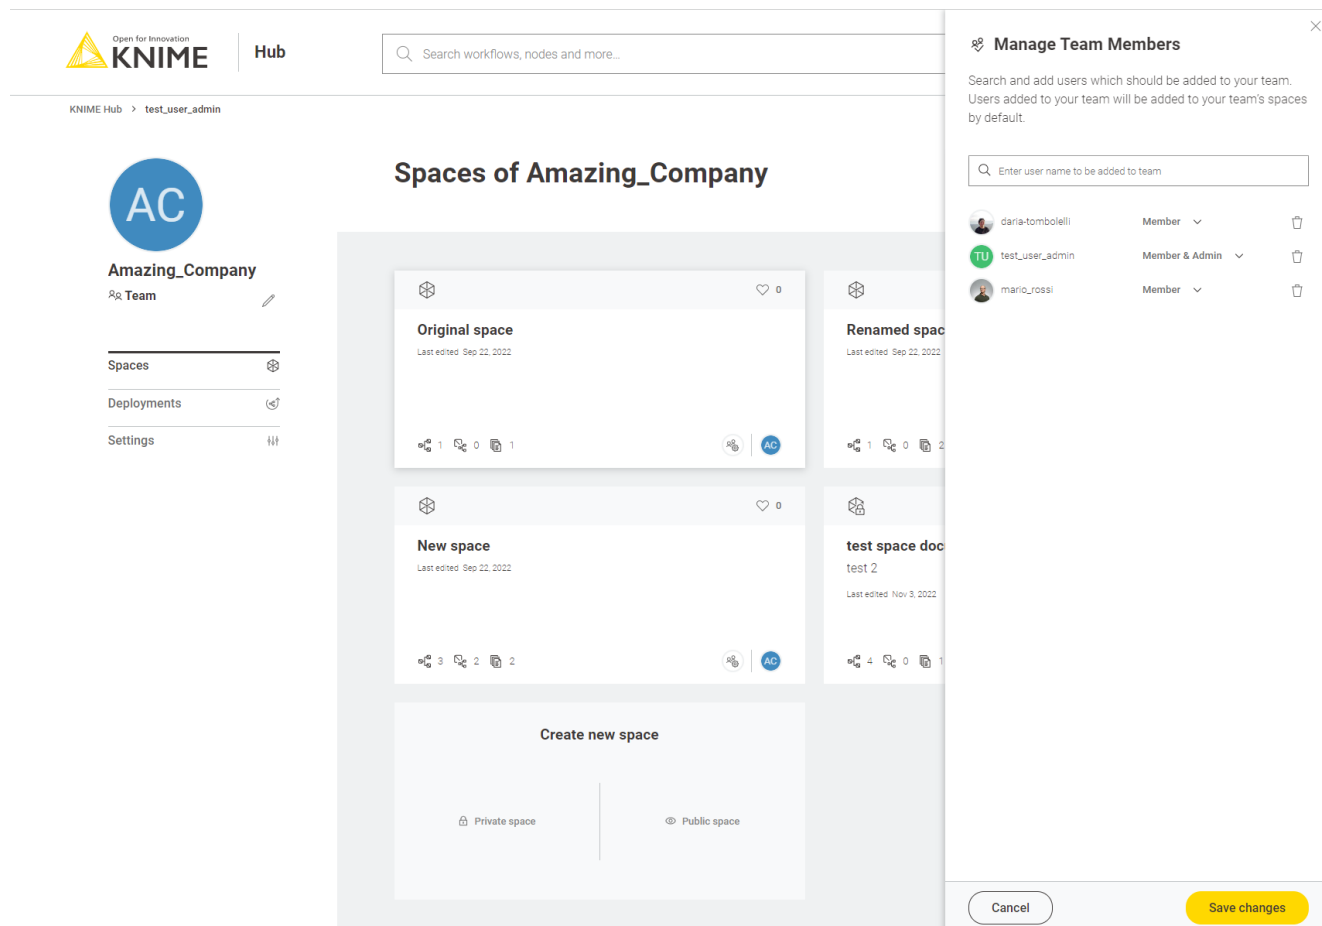 Open for Innovation
KNIME
Hub
Search workflows, nodes and more...
KNIME Hub > test_user_admin
AC
Amazing_Company
Team
Spaces
Deployments
Settings
Spaces of Amazing_Company
0
Original space
Last edited Sep 22, 2022
1 0 1
AC
Renamed spac
Last edited Sep 22, 2022
1 0 2
0
New space
Last edited Sep 22, 2022
3 2 2
AC
test space doc
test 2
Last edited Nov 3, 2022
4 0 1
Create new space
Private space
Public space
Manage Team Members
Search and add users which should be added to your team.
Users added to your team will be added to your team's spaces
by default.
Enter user name to be added to team
daria-tombolelli Member
TU test_user_admin Member & Admin
mario_rossi Member
Cancel
Save changes